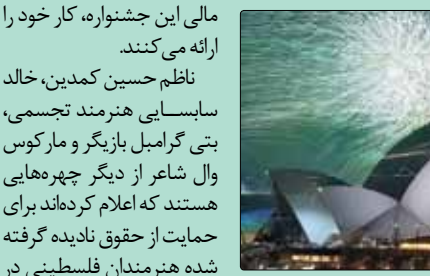 مالی این جشنواره، کار خود را
ارائه می‌کنند.
ناظم حسین کمدین، خالد
سابســایی هنرمند تجسمی،
بتی گرامبل بازیگر و مارکوس
وال شاعر از دیگر چهره‌هایی
هستند که اعلام کرده‌اند برای
حمایت از حقوق نادیده گرفته
شده هنرمندان فلسطینی در